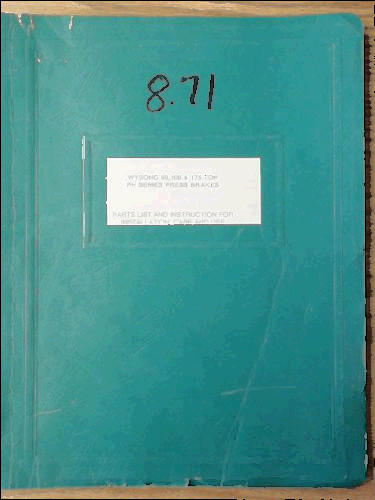 8.71
WYSONG 60,100 & 175 TON
PH SERIES PRESS BRAKES
PARTS LIST AND INSTRUCTION FOR
INSTALLATION, CARE AND USE